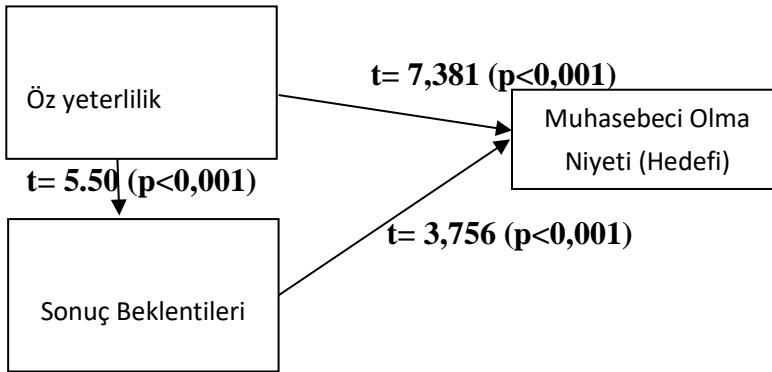 t= 7,381 (p<0,001)
Öz yeterlilik
Muhasebeci Olma
Niyeti (Hedefi)
t= 5.50 (p<0,001)
t= 3,756 (p<0,001)
Sonuç Beklentileri